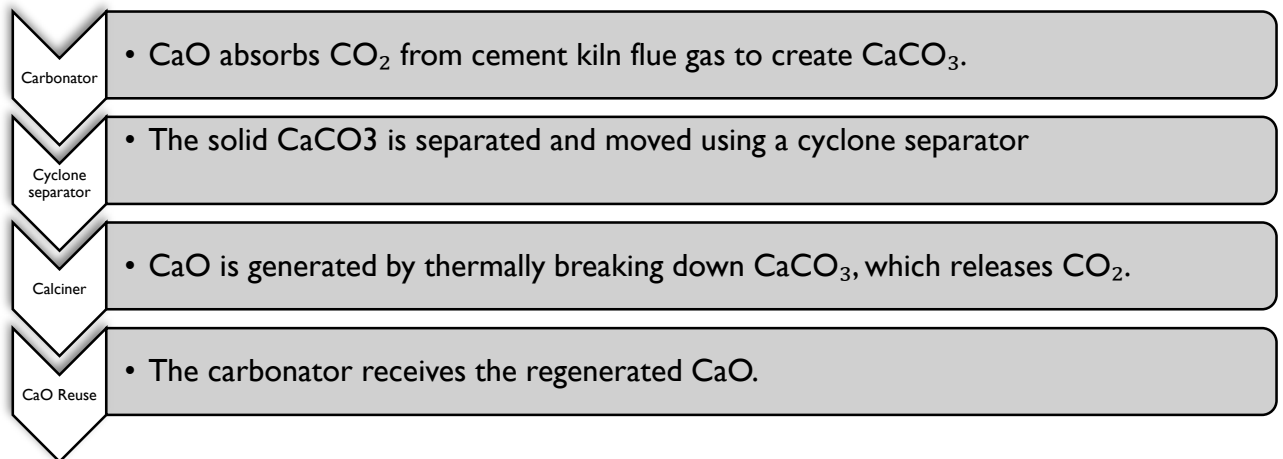 Carbonator
• CaO absorbs CO₂ from cement kiln flue gas to create CaCO₃.
Cyclone
separator
• The solid CaCO3 is separated and moved using a cyclone separator
Calciner
• CaO is generated by thermally breaking down CaCO₃, which releases CO₂.
CaO Reuse
• The carbonator receives the regenerated CaO.